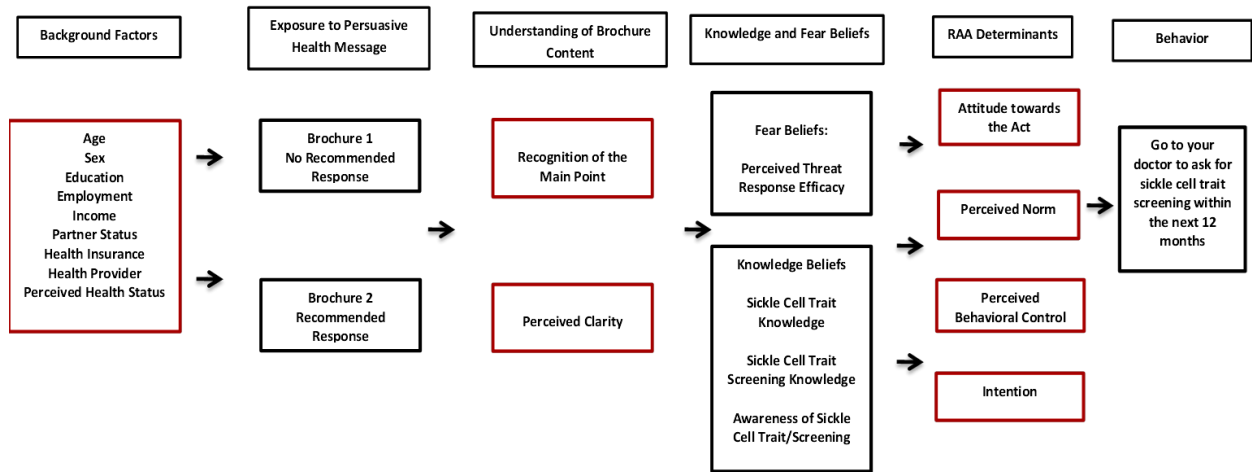 Background Factors
Exposure to Persuasive
Health Message
Understanding of Brochure
Content
Knowledge and Fear Beliefs
RAA Determinants
Behavior
Age
Sex
Education
Employment
Income
Partner Status
Health Insurance
Health Provider
Perceived Health Status
Brochure 1
No Recommended
Response
Brochure 2
Recommended
Response
Recognition of the
Main Point
Perceived Clarity
Fear Beliefs:
Perceived Threat
Response Efficacy
Knowledge Beliefs
Sickle Cell Trait
Knowledge
Sickle Cell Trait
Screening Knowledge
Awareness of Sickle
Cell Trait/Screening
Attitude towards
the Act
Perceived Norm
Perceived
Behavioral Control
Intention
Go to your
doctor to ask for
sickle cell trait
screening within
the next 12
months